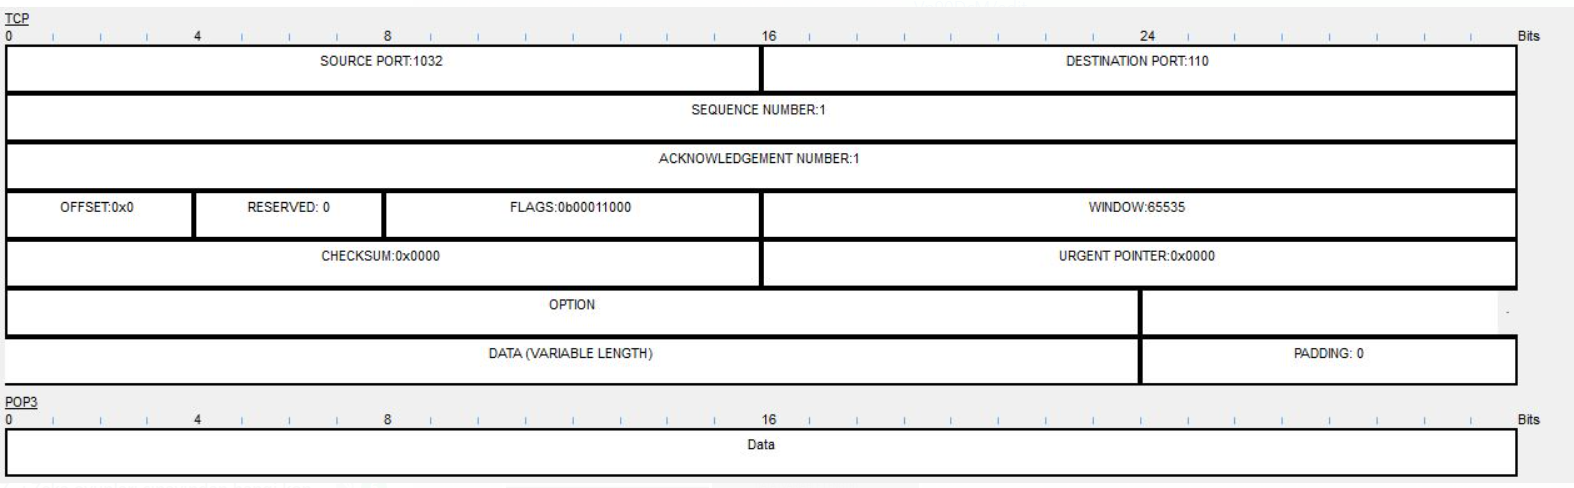 TCP
0 4 8 16 24 Bits
SOURCE PORT:1032 DESTINATION PORT:110
SEQUENCE NUMBER:1
ACKNOWLEDGEMENT NUMBER:1
OFFSET:0x0 RESERVED: 0 FLAGS:0b00011000 WINDOW:65535
CHECKSUM:0x0000 URGENT POINTER:0x0000
OPTION
DATA (VARIABLE LENGTH) PADDING: 0
POP3
0 4 8 16 Bits
Data